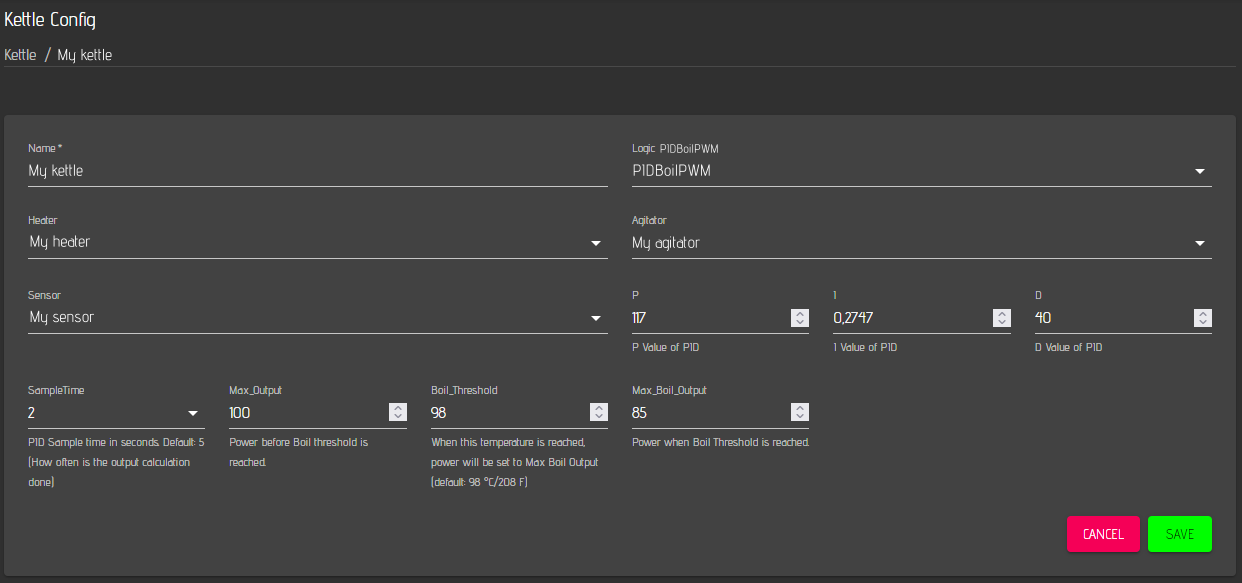 Kettle Config
Kettle / My kettle
Name *
My kettle
Logic PIDBoilPWM
PIDBoilPWM
Heater
My heater
Agitator
My agitator
Sensor
My sensor
P
117
P Value of PID
I
0,2747
I Value of PID
D
40
D Value of PID
SampleTime
2
PID Sample time in seconds. Default: 5
(How often is the output calculation
done)
Max_Output
100
Power before Boil threshold is
reached.
Boil_Threshold
98
When this temperature is reached,
power will be set to Max Boil Output
(default: 98 °C/208 F)
Max_Boil_Output
85
Power when Boil Threshold is reached.
CANCEL
SAVE